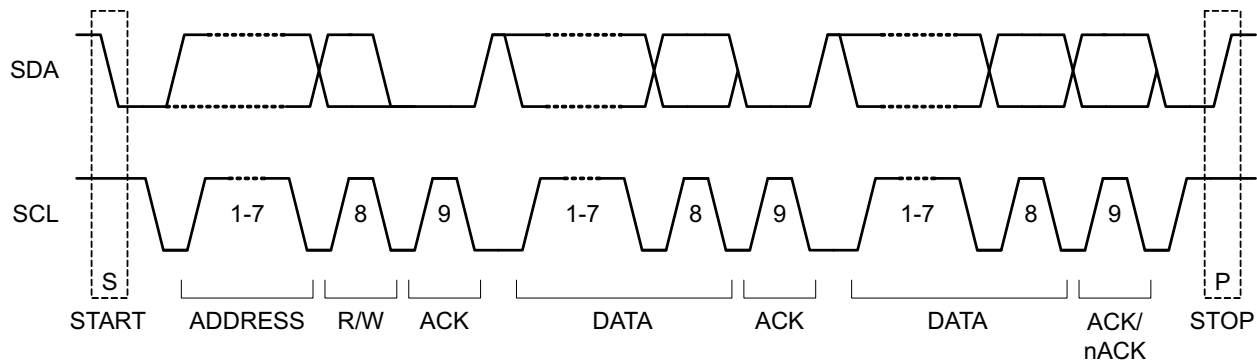 SDA
SCL
1-7 8 9 1-7 8 9 1-7 8 9
S P
START ADDRESS R/W ACK DATA ACK DATA ACK/ STOP
nACK